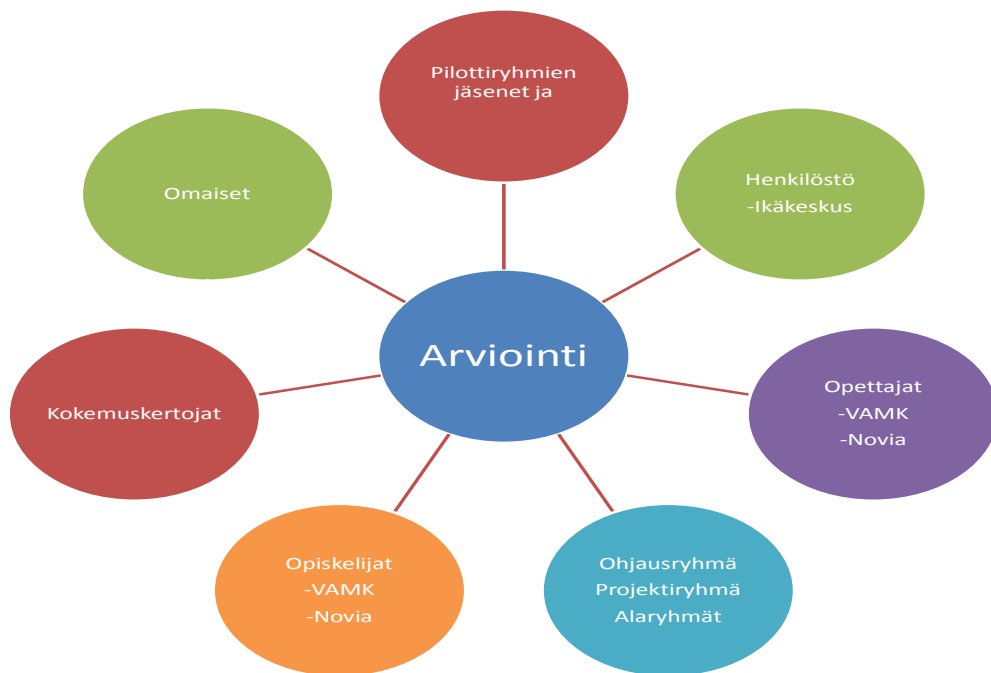 Pilottiryhmien
jäsenet ja
Omaiset
Henkilöstö
-Ikäkeskus
Arviointi
Kokemuskertojat
Opettajat
-VAMK
-Novia
Opiskelijat
-VAMK
-Novia
Ohjausryhmä
Projektiryhmä
Alaryhmät